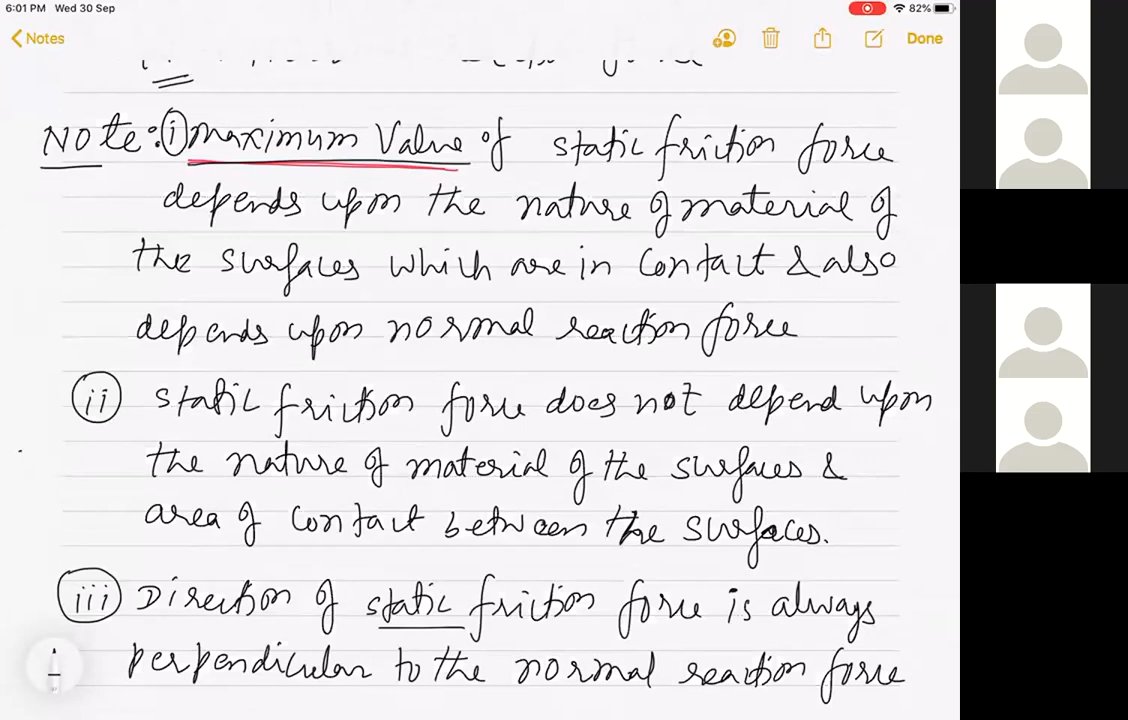 6:01 PM Wed 30 Sep
82%
Notes
Done
Note: (i) Maximum Value of static friction force
depends upon the nature of material of
the surfaces which are in contact & also
depends upon normal reaction force
(ii) static friction force does not depend upon
the nature of material of the surfaces &
area of contact between the surfaces.
(iii) Direction of static friction force is always
perpendicular to the normal reaction force